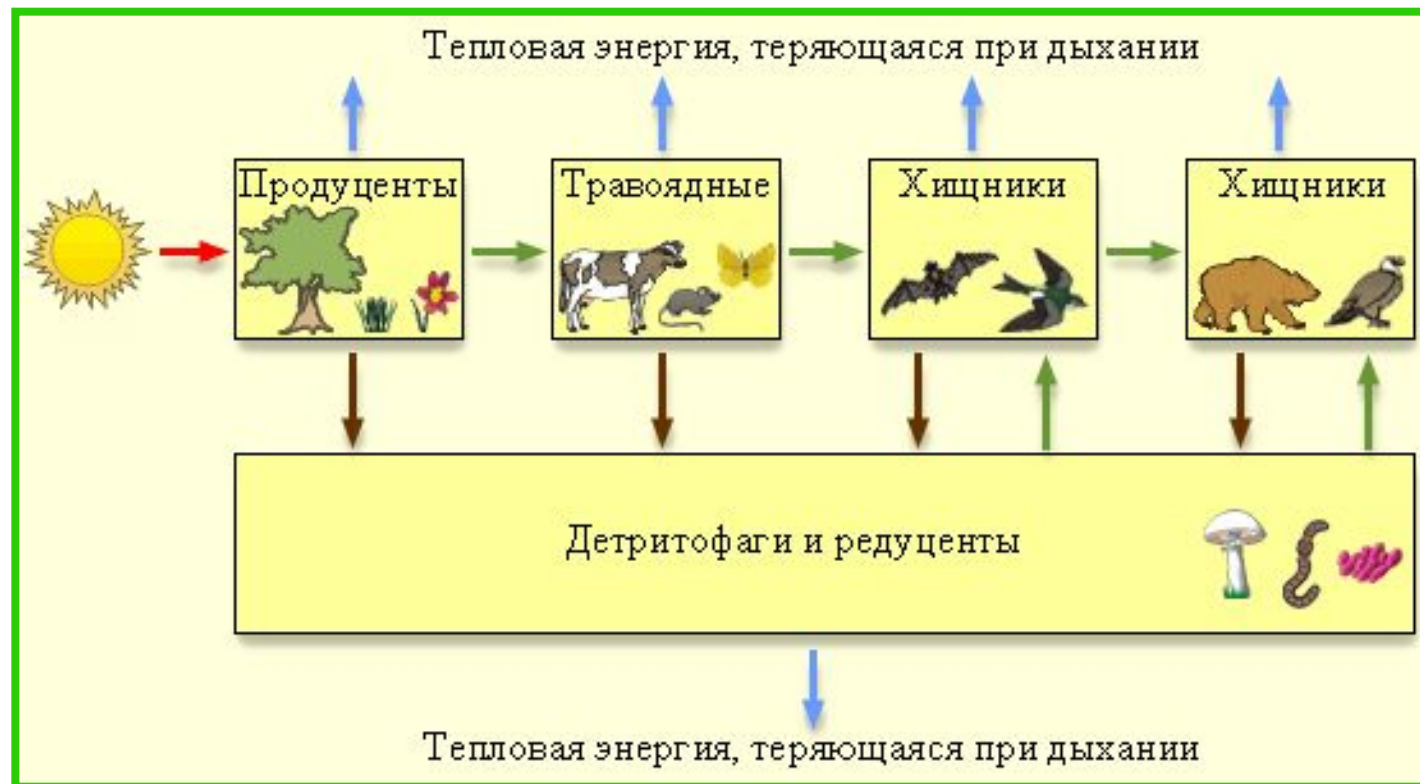 Тепловая энергия, теряющаяся при дыхании
Продуценты
Травоядные
Хищники
Хищники
Детритофаги и редуценты
Тепловая энергия, теряющаяся при дыхании